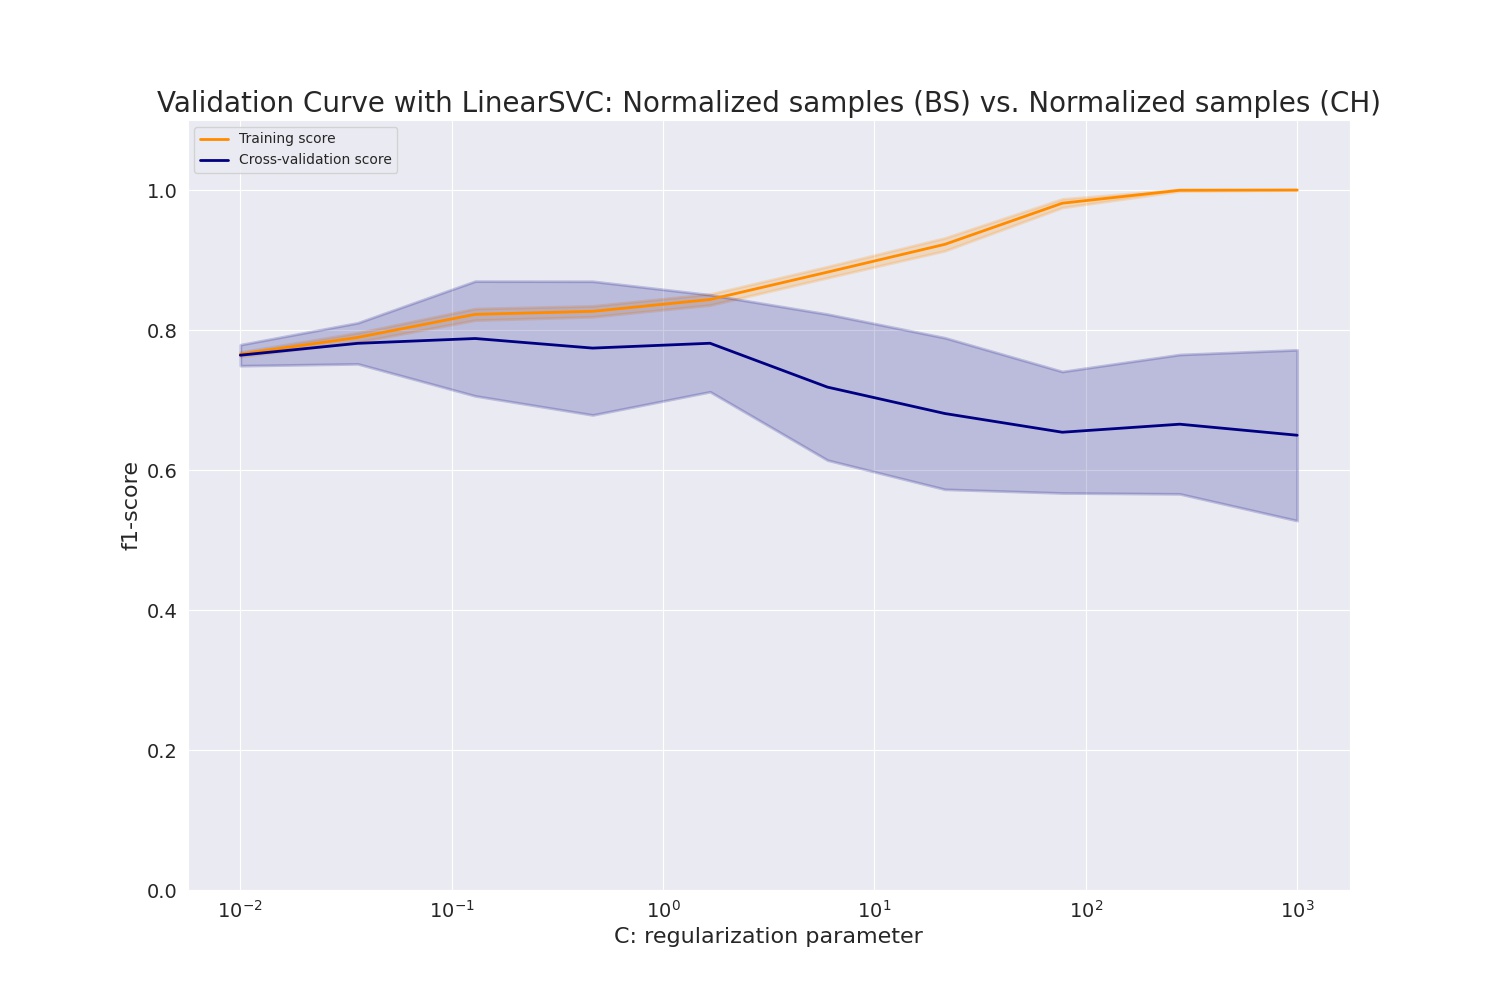 Validation Curve with LinearSVC: Normalized samples (BS) vs. Normalized samples (CH)
Training score
Cross-validation score
1.0
0.8
0.6
0.4
0.2
0.0
f1-score
10⁻² 10⁻¹ 10⁰ 10¹ 10² 10³
C: regularization parameter